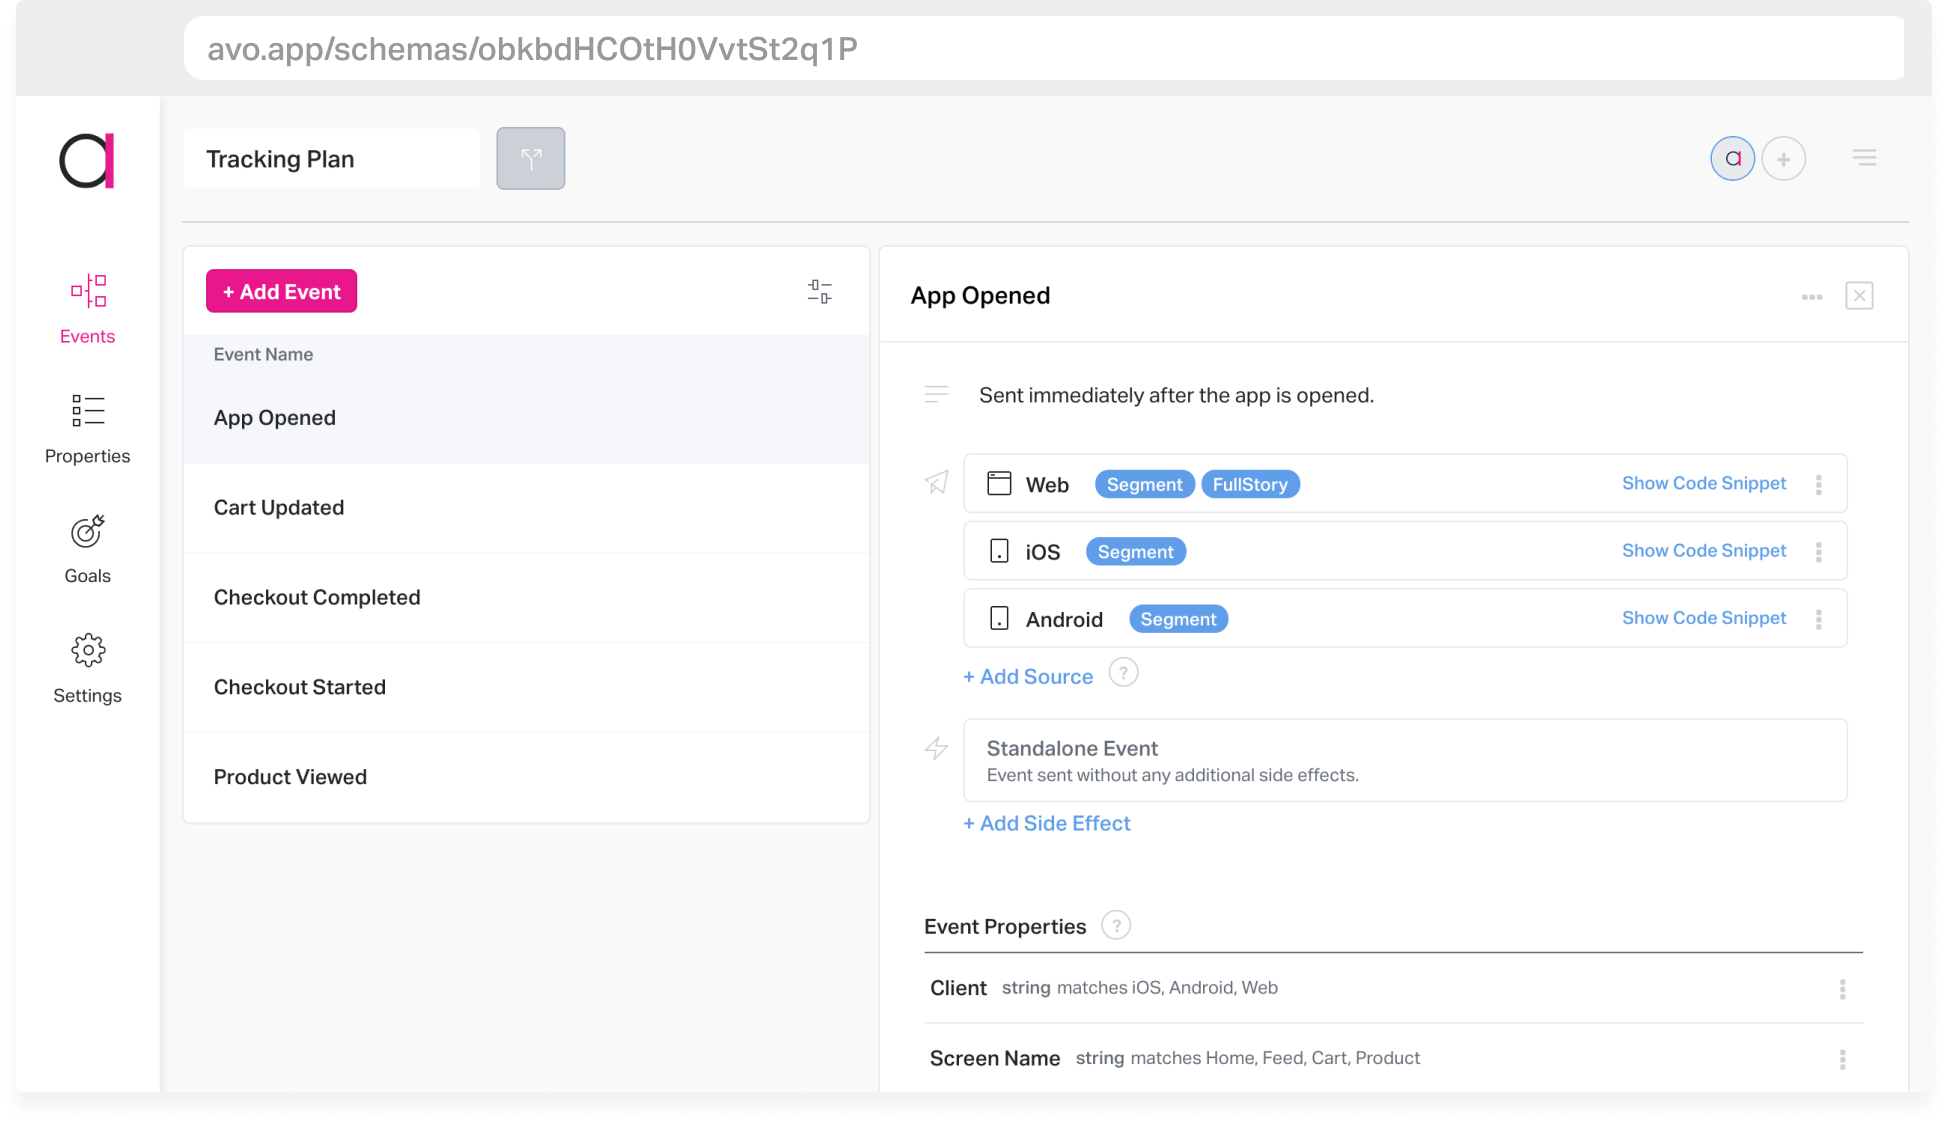 avo.app/schemas/obkbdHCOtH0VvtSt2q1P
a
Tracking Plan
a
+
Events
Properties
Goals
Settings
+ Add Event
Event Name
App Opened
Cart Updated
Checkout Completed
Checkout Started
Product Viewed
App Opened
Sent immediately after the app is opened.
Web Segment FullStory Show Code Snippet
iOS Segment Show Code Snippet
Android Segment Show Code Snippet
+ Add Source ?
Standalone Event
Event sent without any additional side effects.
+ Add Side Effect
Event Properties ?
Client string matches iOS, Android, Web
Screen Name string matches Home, Feed, Cart, Product